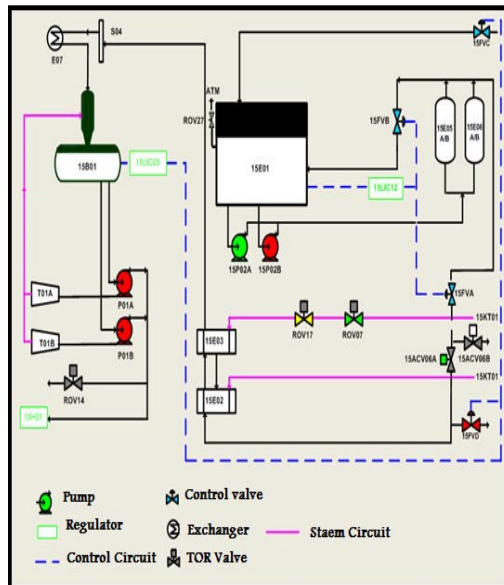 S04
15FVC
E07
ATM
ROV27
15FVB
15E05 A/B
15E06 A/B
15B01
15LIC05
15E01
15LIC12
15P02A
15P02B
T01A
P01A
15FVA
15KT01
ROV17
ROV07
T01B
P01B
15E03
15ACV06A
15ACV06B
ROV14
15KT01
15E02
15FVD
Pump
Control valve
Regulator
Exchanger
Staem Circuit
Control Circuit
TOR Valve